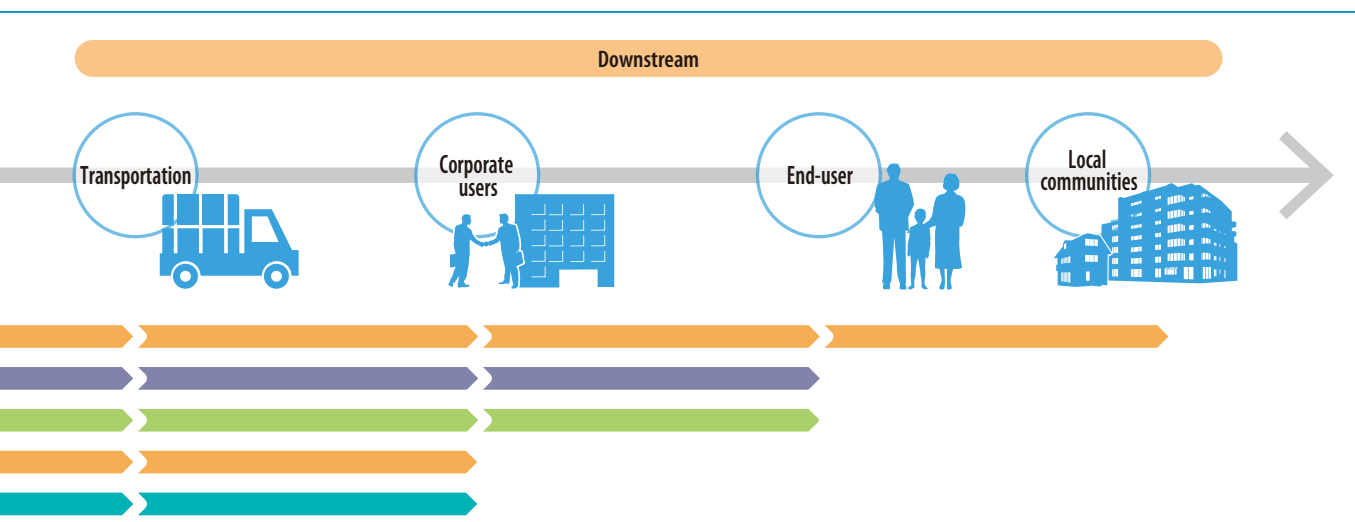 Downstream
Transportation
Corporate
users
End-user
Local
communities